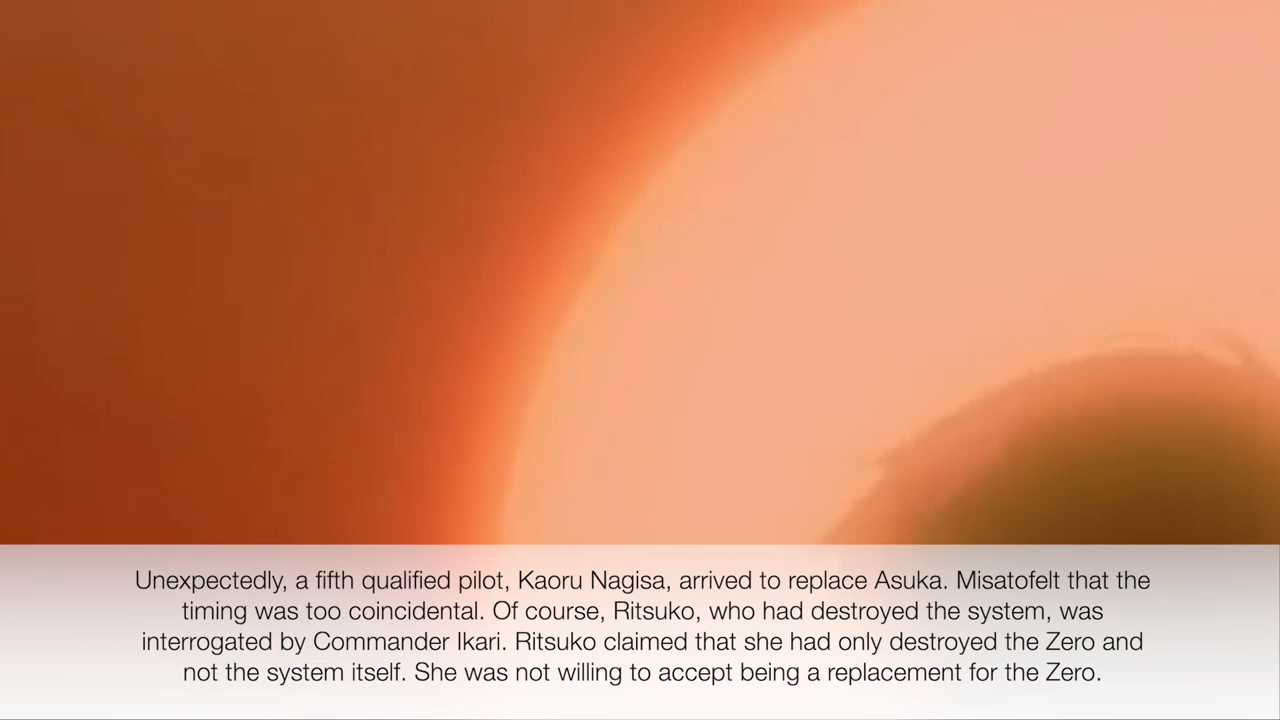 Unexpectedly, a fifth qualified pilot, Kaoru Nagisa, arrived to replace Asuka. Misatofelt that the
timing was too coincidental. Of course, Ritsuko, who had destroyed the system, was
interrogated by Commander Ikari. Ritsuko claimed that she had only destroyed the Zero and
not the system itself. She was not willing to accept being a replacement for the Zero.